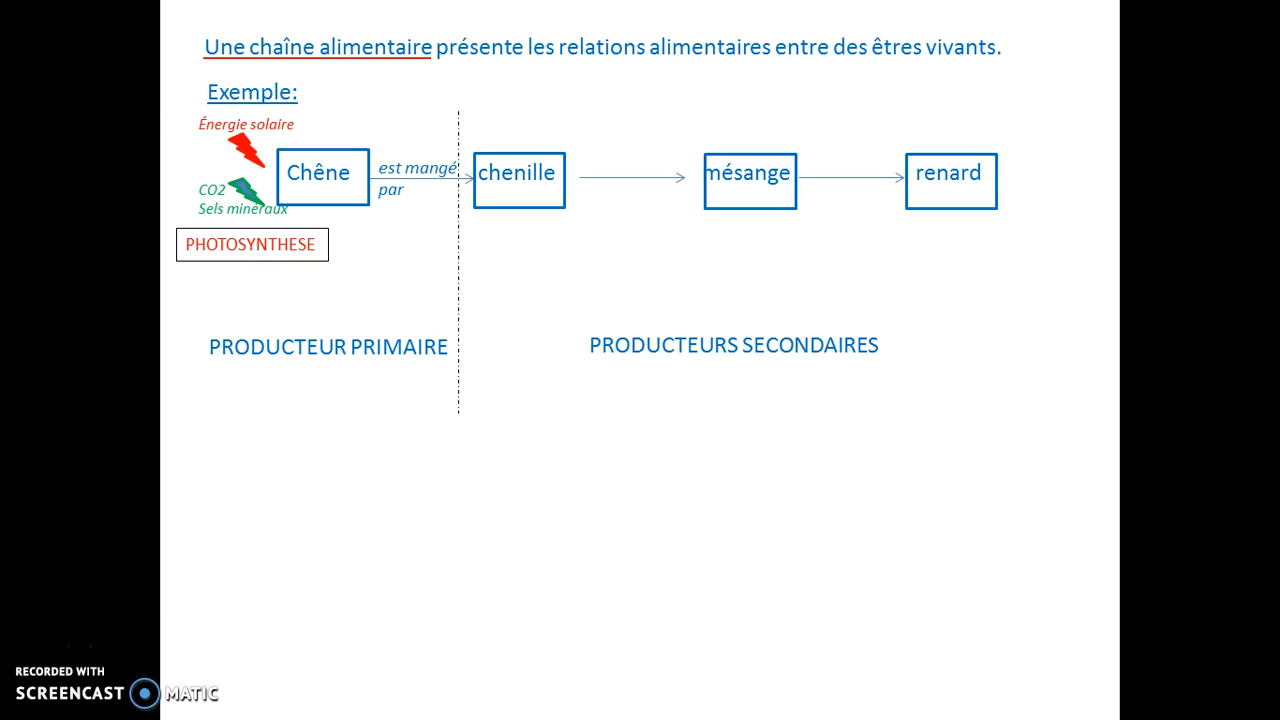 Une chaîne alimentaire présente les relations alimentaires entre des êtres vivants.
Exemple:
Énergie solaire
Chêne
est mangé
par
chenille
mésange
renard
CO2
Sels minéraux
PHOTOSYNTHESE
PRODUCTEUR PRIMAIRE
PRODUCTEURS SECONDAIRES
RECORDED WITH
SCREENCAST MATIC